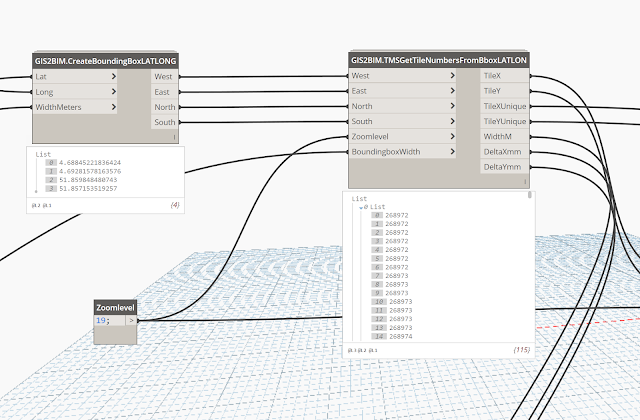 GIS2BIM.CreateBoundingBoxLATLONG
Lat > West
Long > East
WidthMeters > North
South
l
List
0 4.68845221836424
1 4.69281578163576
2 51.859848480743
3 51.857153519257
@L2 @L1 {4}
GIS2BIM.TMSGetTileNumbersFromBboxLATLON
West > TileX
East > TileY
North > TileXUnique
South > TileYUnique
Zoomlevel > WidthM
BoundingboxWidth > DeltaXmm
DeltaYmm
l
List
0 List
0 268972
1 268972
2 268972
3 268972
4 268972
5 268972
6 268972
7 268973
8 268973
9 268973
10 268973
11 268973
12 268973
13 268973
14 268974
@L3 @L2 @L1 {115}
Zoomlevel
19; >